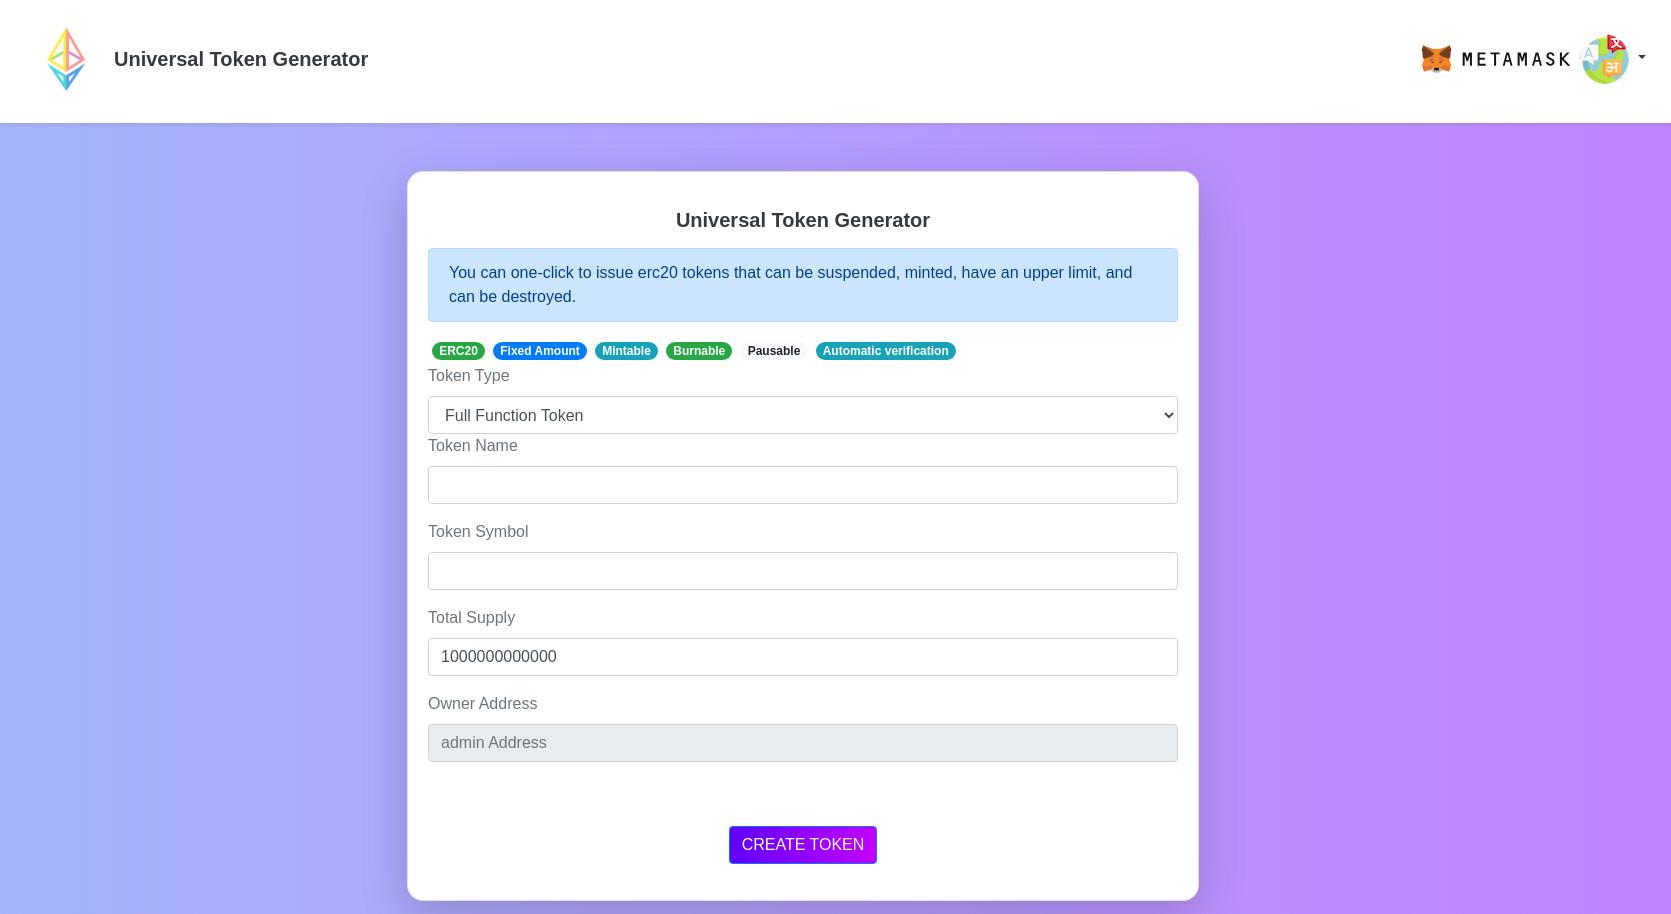 Universal Token Generator
METAMASK
A
文
अ
Universal Token Generator
You can one-click to issue erc20 tokens that can be suspended, minted, have an upper limit, and
can be destroyed.
ERC20 Fixed Amount Mintable Burnable Pausable Automatic verification
Token Type
Full Function Token
Token Name
Token Symbol
Total Supply
1000000000000
Owner Address
admin Address
CREATE TOKEN